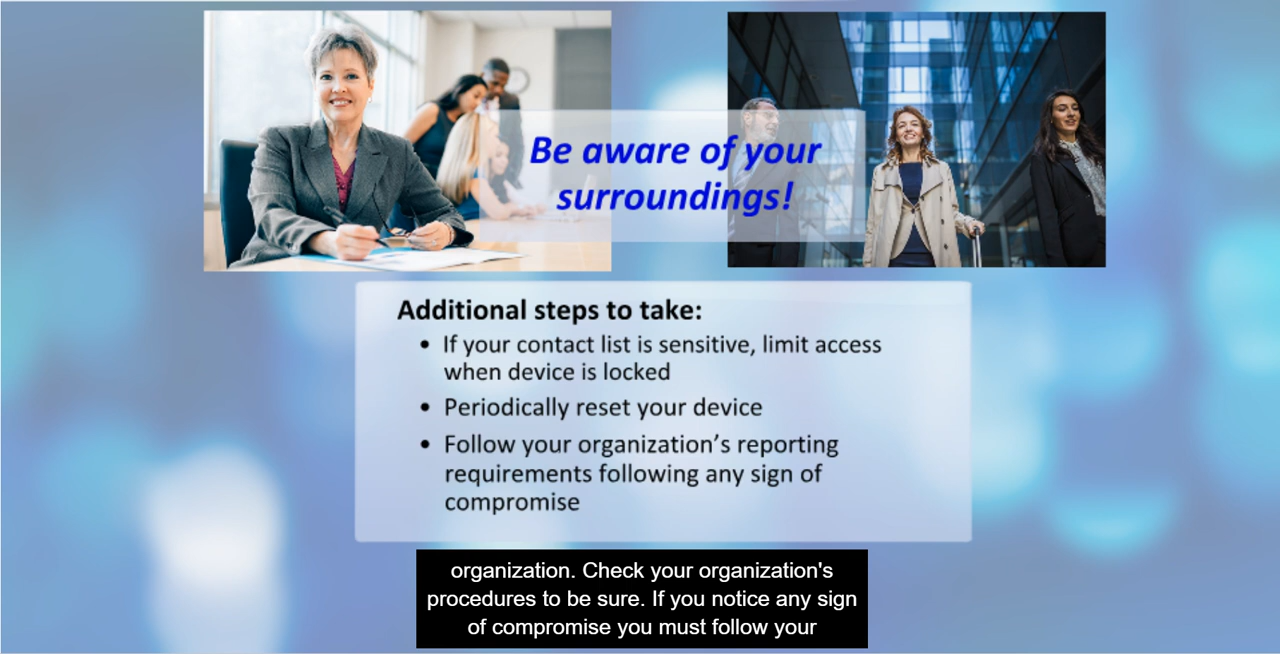 Be aware of your
surroundings!
Additional steps to take:
• If your contact list is sensitive, limit access
when device is locked
• Periodically reset your device
• Follow your organization’s reporting
requirements following any sign of
compromise
organization. Check your organization's
procedures to be sure. If you notice any sign
of compromise you must follow your